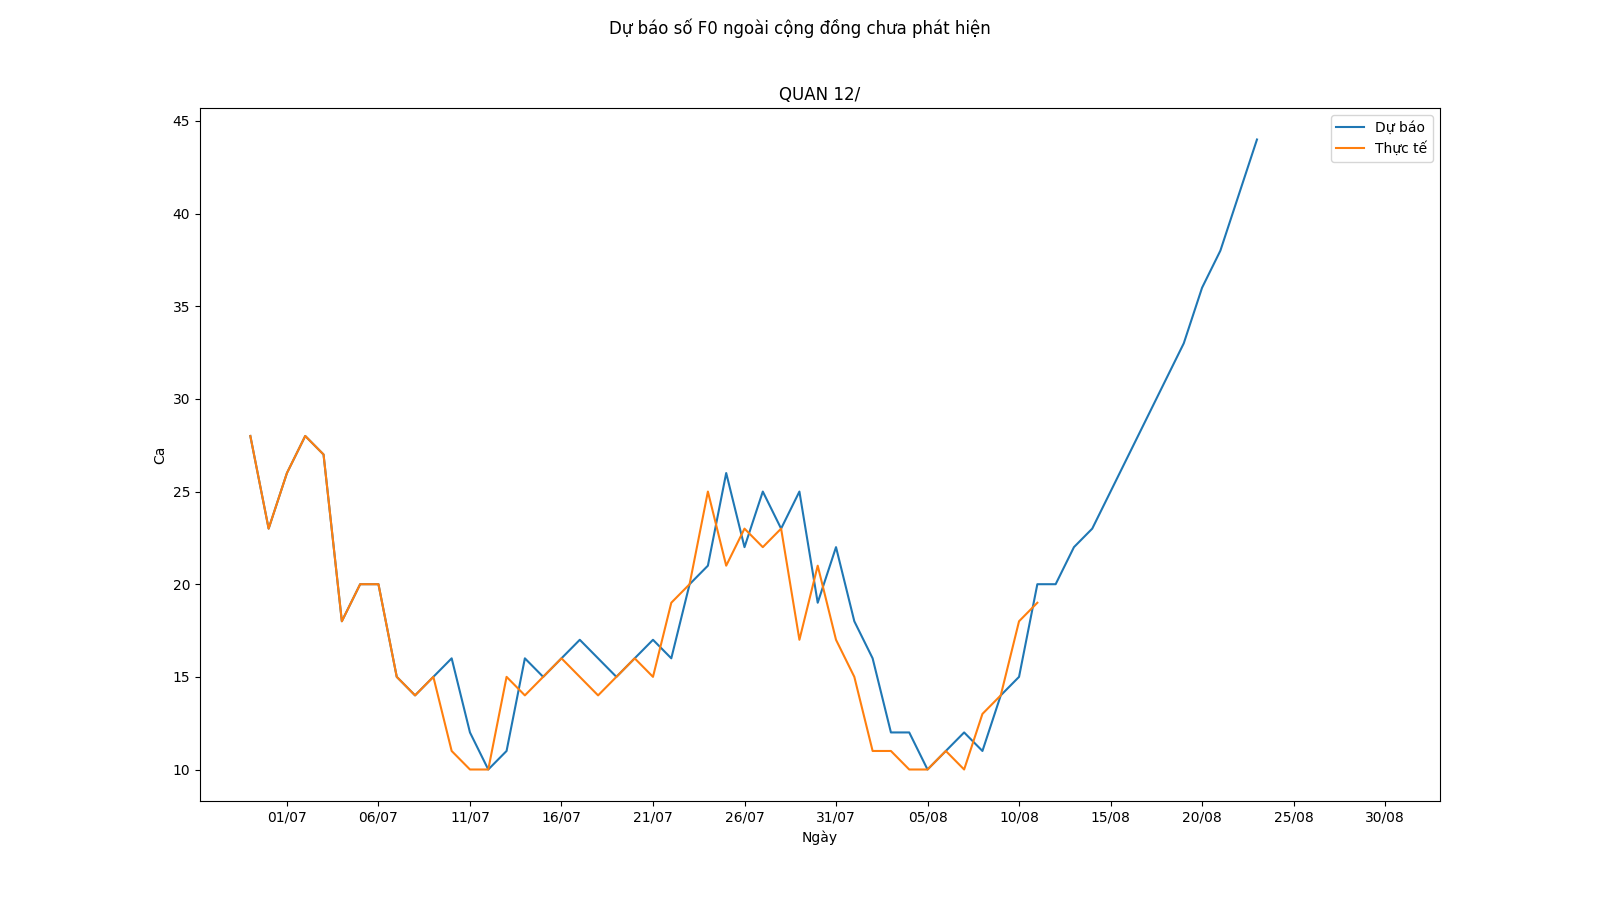 Dự báo số F0 ngoài cộng đồng chưa phát hiện
QUAN 12/
Dự báo
Thực tế
45
40
35
30
25
20
15
10
Ca
01/07 06/07 11/07 16/07 21/07 26/07 31/07 05/08 10/08 15/08 20/08 25/08 30/08
Ngày